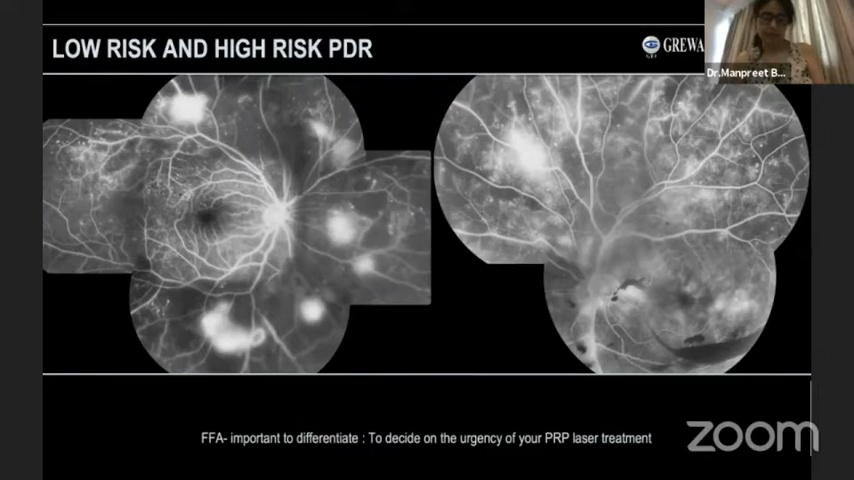 LOW RISK AND HIGH RISK PDR
GREWA
Dr.Manpreet B...
FFA- important to differentiate : To decide on the urgency of your PRP laser treatment
zoom